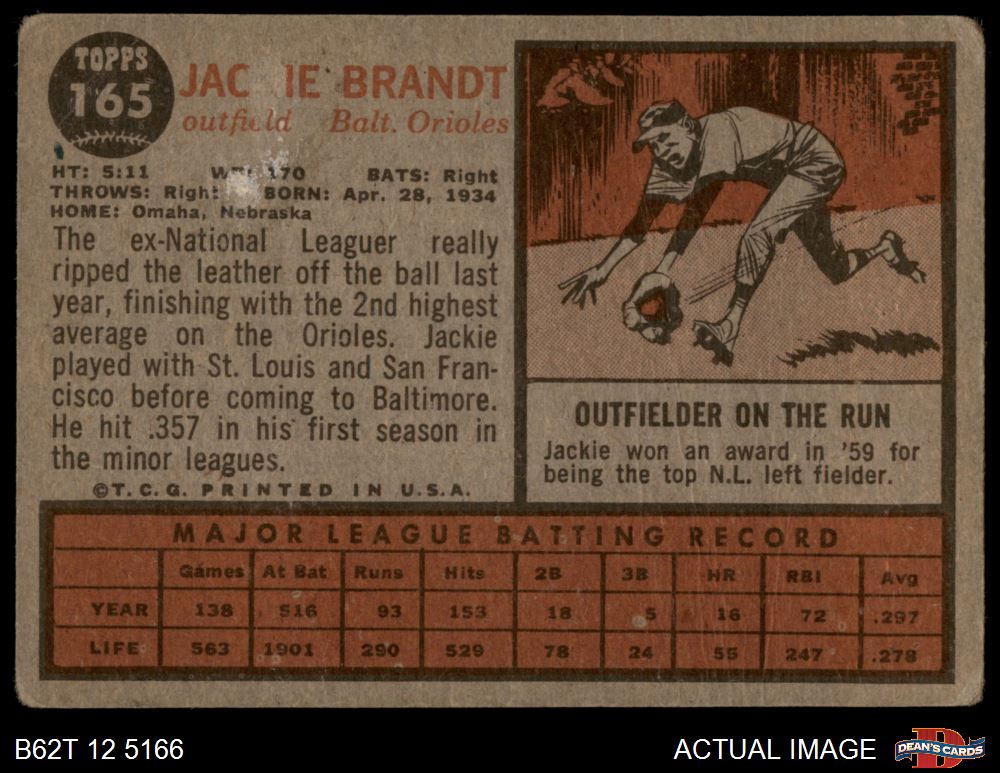 TOPPS
165
JAC IE BRANDT
outfi ld Balt. Orioles
HT: 5:11 W 170 BATS: Right
THROWS: Right BORN: Apr. 28, 1934
HOME: Omaha, Nebraska
The ex-National Leaguer really
ripped the leather off the ball last
year, finishing with the 2nd highest
average on the Orioles. Jackie
played with St. Louis and San Fran-
cisco before coming to Baltimore.
He hit .357 in his first season in
the minor leagues.
©T.C.G. PRINTED IN U.S.A.
OUTFIELDER ON THE RUN
Jackie won an award in '59 for
being the top N.L. left fielder.
MAJOR LEAGUE BATTING RECORD
Games At Bat Runs Hits 2B 3B HR RBI Avg
YEAR 138 516 93 153 18 5 16 72 .297
LIFE 563 1901 290 529 78 24 55 247 .278
B62T 12 5166
ACTUAL IMAGE
D
DEAN'S CARDS